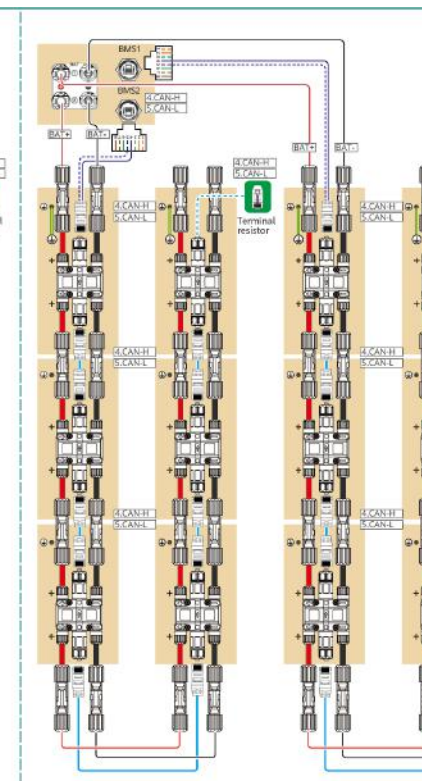 BMS1
BAT
BMS2
4.CAN-H
5.CAN-L
BAT+
BAT-
BAT+
BAT-
4.CAN-H
5.CAN-L
Terminal
resistor
4.CAN-H
5.CAN-L
4.CAN-H
5.CAN-L
+
+
+
+
4.CAN-H
5.CAN-L
4.CAN-H
5.CAN-L
+
+
+
+
4.CAN-H
5.CAN-L
4.CAN-H
5.CAN-L
+
+
+
+